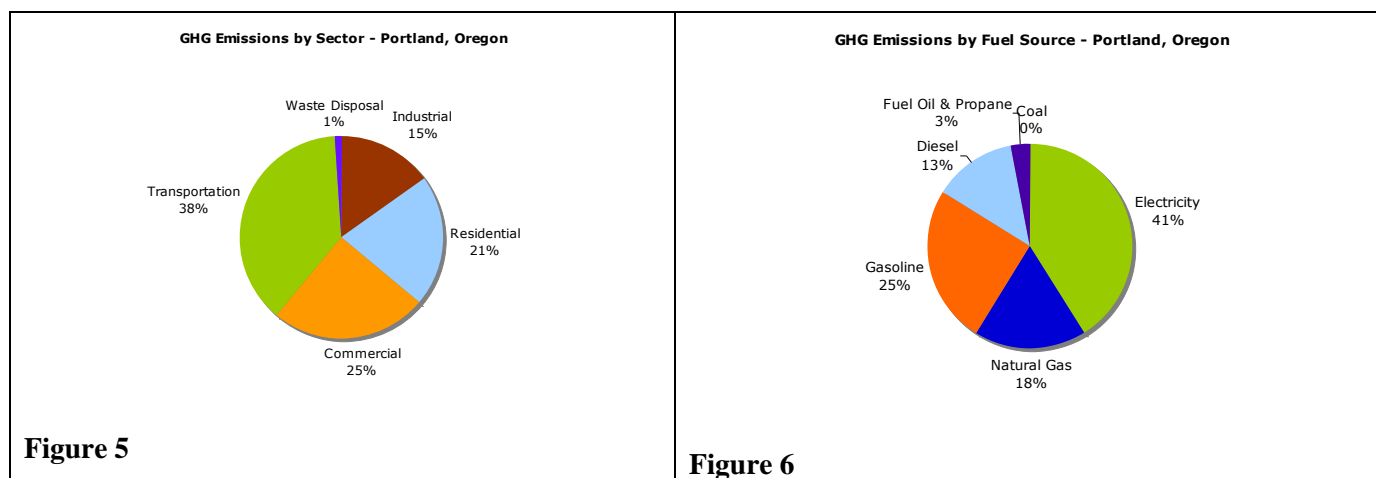 GHG Emissions by Sector - Portland, Oregon
Waste Disposal
1%
Industrial
15%
Transportation
38%
Residential
21%
Commercial
25%
Figure 5
GHG Emissions by Fuel Source - Portland, Oregon
Fuel Oil & Propane
3%
Coal
0%
Diesel
13%
Electricity
41%
Gasoline
25%
Natural Gas
18%
Figure 6